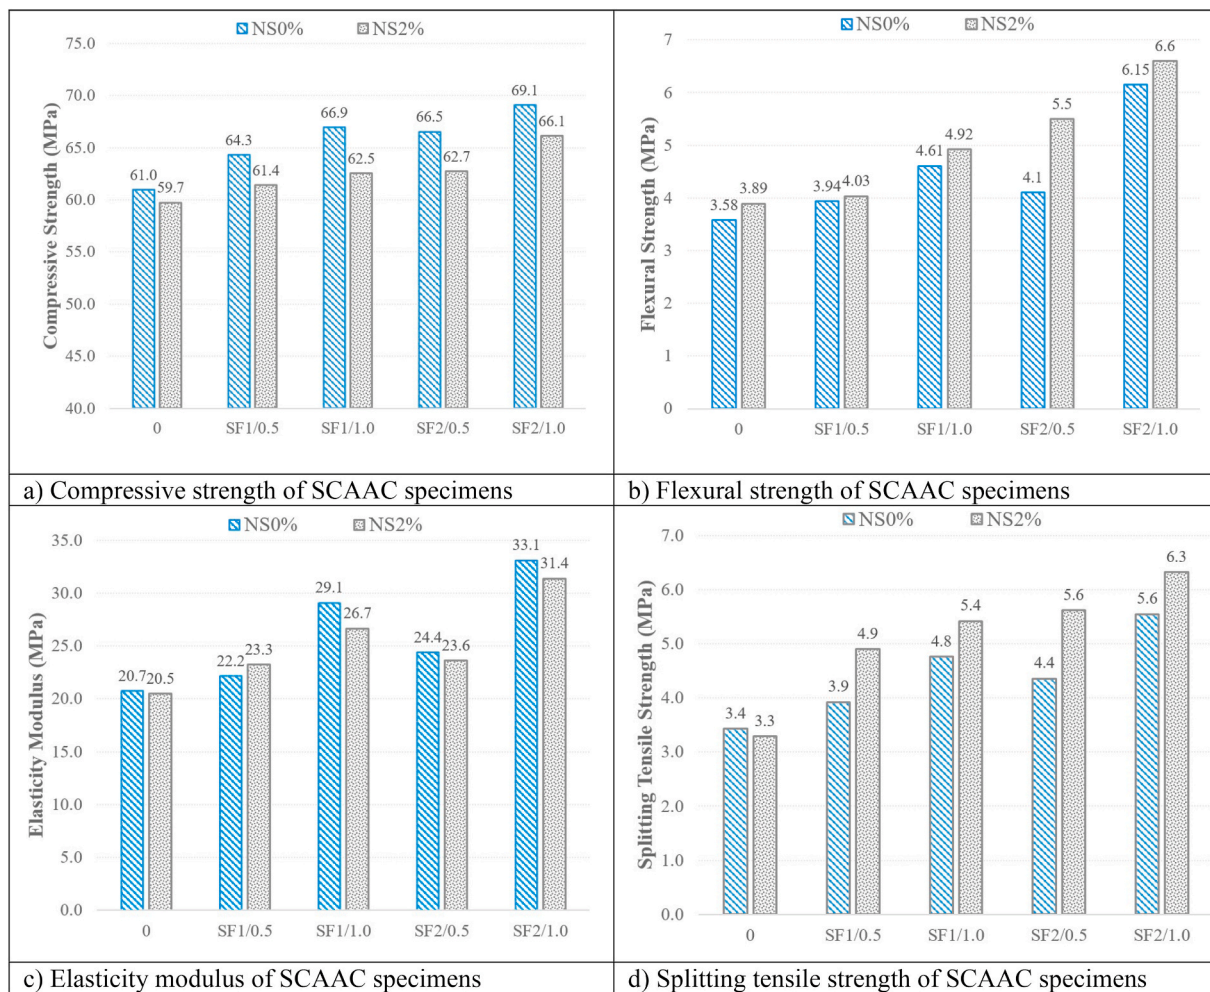 NS0% NS2%
75.0
70.0
65.0
60.0
55.0
50.0
45.0
40.0
Compressive Strength (MPa)
61.0 59.7 64.3 61.4 66.9 62.5 66.5 62.7 69.1 66.1
0 SF1/0.5 SF1/1.0 SF2/0.5 SF2/1.0
a) Compressive strength of SCAAC specimens
NS0% NS2%
7
6
5
4
3
2
1
0
Flexural Strength (MPa)
3.58 3.89 3.94 4.03 4.61 4.92 4.1 5.5 6.15 6.6
0 SF1/0.5 SF1/1.0 SF2/0.5 SF2/1.0
b) Flexural strength of SCAAC specimens
NS0% NS2%
35.0
30.0
25.0
20.0
15.0
10.0
5.0
0.0
Elasticity Modulus (MPa)
20.7 20.5 22.2 23.3 29.1 26.7 24.4 23.6 33.1 31.4
0 SF1/0.5 SF1/1.0 SF2/0.5 SF2/1.0
c) Elasticity modulus of SCAAC specimens
NS0% NS2%
7.0
6.0
5.0
4.0
3.0
2.0
1.0
0.0
Splitting Tensile Strength (MPa)
3.4 3.3 3.9 4.9 4.8 5.4 4.4 5.6 5.6 6.3
0 SF1/0.5 SF1/1.0 SF2/0.5 SF2/1.0
d) Splitting tensile strength of SCAAC specimens